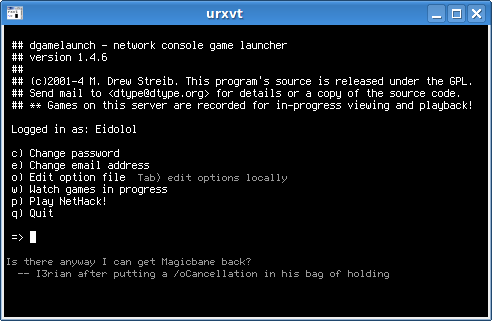 urxvt
## dgamelaunch - network console game launcher
## version 1.4.6
##
## (c)2001-4 M. Drew Streib. This program's source is released under the GPL.
## Send mail to <dtype@dtype.org> for details or a copy of the source code.
## ** Games on this server are recorded for in-progress viewing and playback!
Logged in as: Eidolol
c) Change password
e) Change email address
o) Edit option file  Tab) edit options locally
w) Watch games in progress
p) Play NetHack!
q) Quit
=>
Is there anyway I can get Magicbane back?
-- I3rian after putting a /oCancellation in his bag of holding